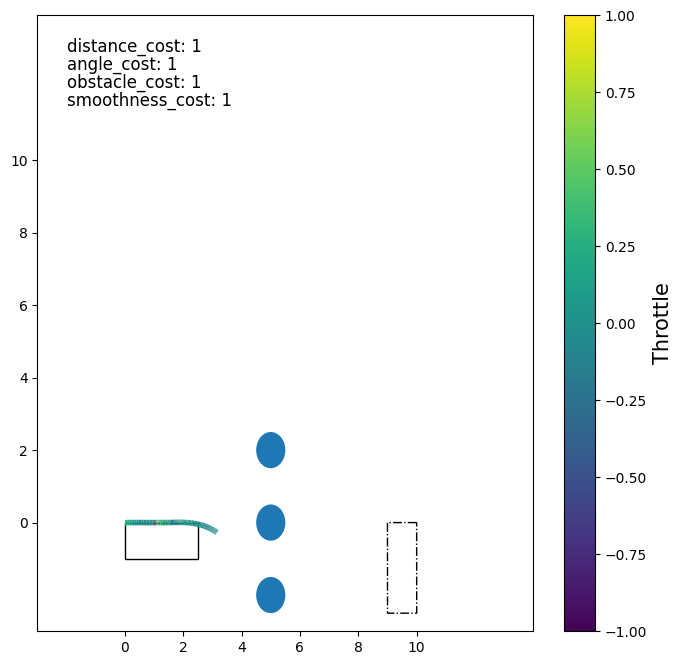 distance_cost: 1
angle_cost: 1
obstacle_cost: 1
smoothness_cost: 1
10
8
6
4
2
0
0 2 4 6 8 10
1.00
0.75
0.50
0.25
0.00
−0.25
−0.50
−0.75
−1.00
Throttle